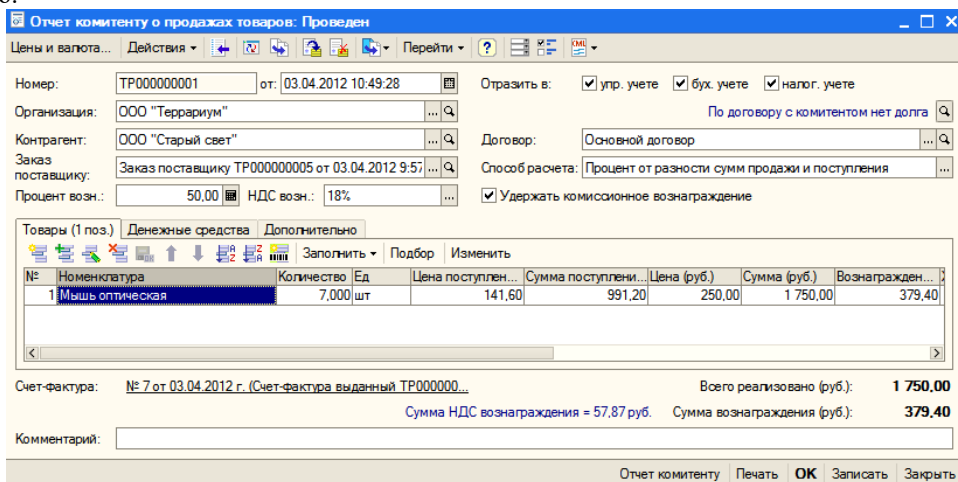 Отчет комитенту о продажах товаров: Проведен
Цены и валюта... Действия Перейти
Номер: ТР000000001 от: 03.04.2012 10:49:28 Отразить в: упр. учете бух. учете налог. учете
Организация: ООО "Террариум" ... По договору с комитентом нет долга
Контрагент: ООО "Старый свет" ... Договор: Основной договор ...
Заказ поставщику: Заказ поставщику ТР000000005 от 03.04.2012 9:57 ... Способ расчета: Процент от разности сумм продажи и поступления ...
Процент возн.: 50,00 НДС возн.: 18% ... Удержать комиссионное вознаграждение
Товары (1 поз.) Денежные средства Дополнительно
Заполнить Подбор Изменить
№ Номенклатура Количество Ед Цена поступлен... Сумма поступлени... Цена (руб.) Сумма (руб.) Вознагражден...
1 Мышь оптическая 7,000 шт 141,60 991,20 250,00 1 750,00 379,40
Счет-фактура: № 7 от 03.04.2012 г. (Счет-фактура выданный ТР000000... Всего реализовано (руб.): 1 750,00
Сумма НДС вознаграждения = 57,87 руб. Сумма вознаграждения (руб.): 379,40
Комментарий:
Отчет комитенту Печать OK Записать Закрыть